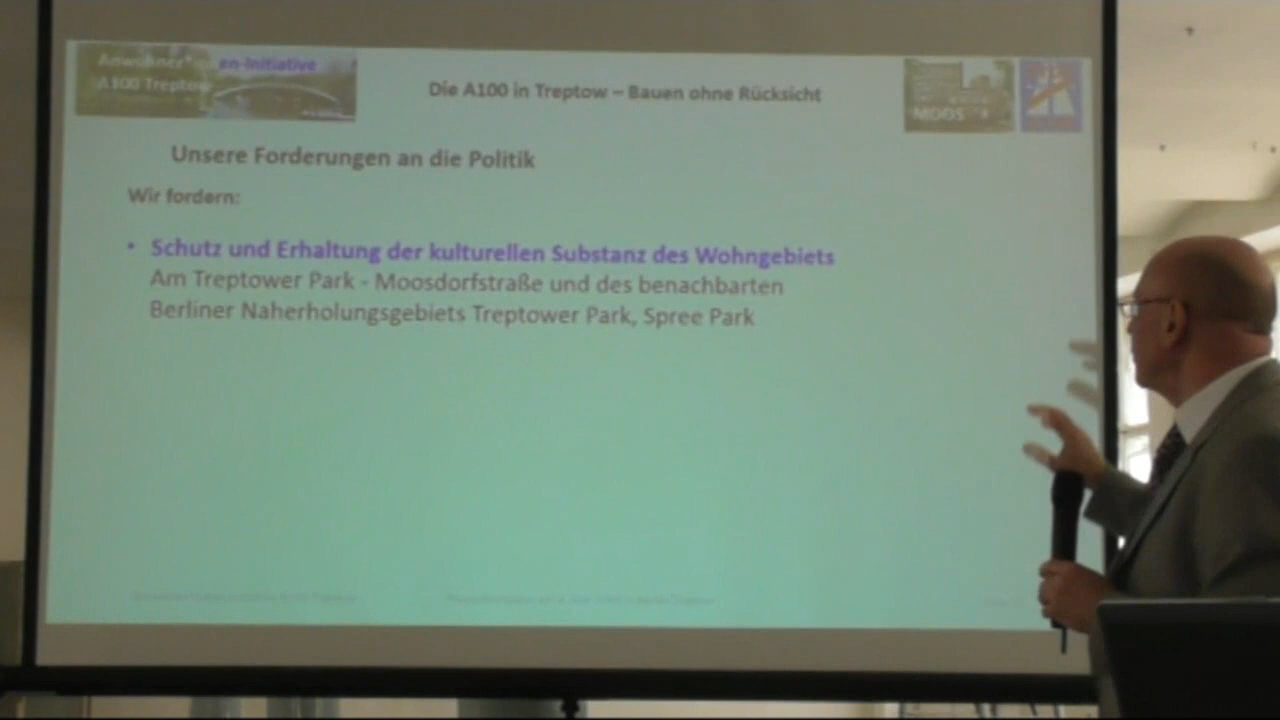 Anwohner*
en-Initiative
A100 Treptow
Die A100 in Treptow – Bauen ohne Rücksicht
MOOS
Unsere Forderungen an die Politik
Wir fordern:
• Schutz und Erhaltung der kulturellen Substanz des Wohngebiets
Am Treptower Park - Moosdorfstraße und des benachbarten
Berliner Naherholungsgebiets Treptower Park, Spree Park